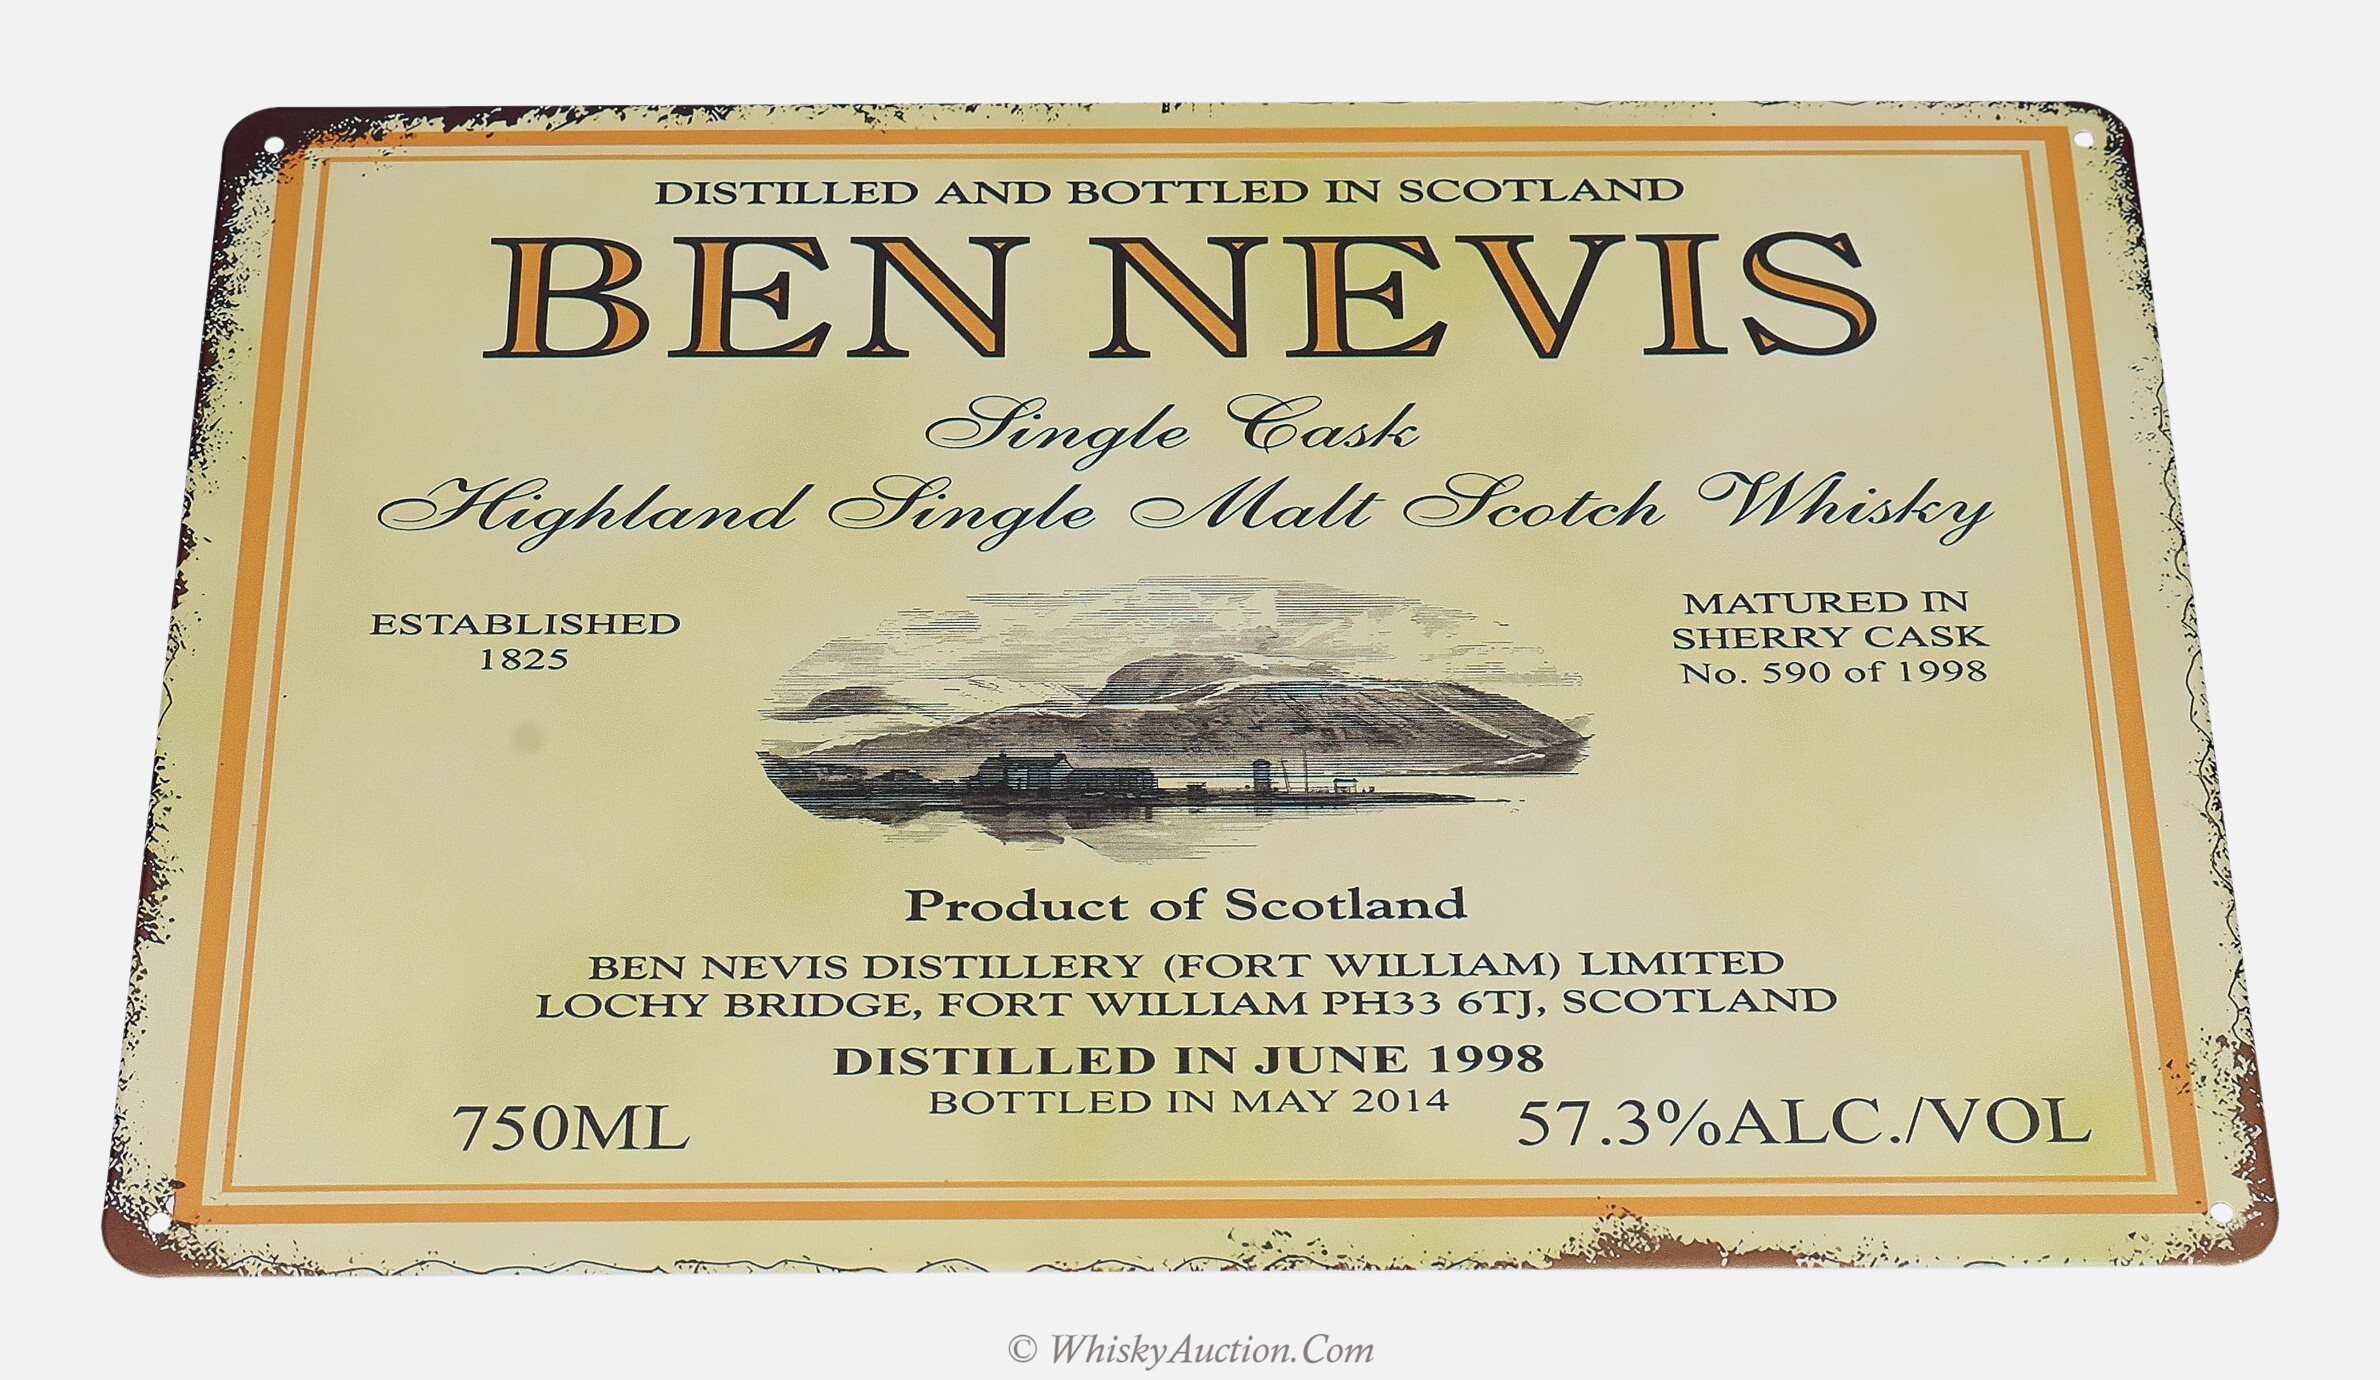 DISTILLED AND BOTTLED IN SCOTLAND
BEN NEVIS
Single Cask
Highland Single Malt Scotch Whisky
ESTABLISHED
1825
MATURED IN
SHERRY CASK
No. 590 of 1998
Product of Scotland
BEN NEVIS DISTILLERY (FORT WILLIAM) LIMITED
LOCHY BRIDGE, FORT WILLIAM PH33 6TJ, SCOTLAND
DISTILLED IN JUNE 1998
BOTTLED IN MAY 2014
750ML
57.3%ALC./VOL
© WhiskyAuction.Com